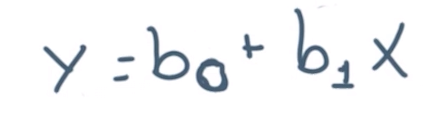 y = b₀ + b₁ x